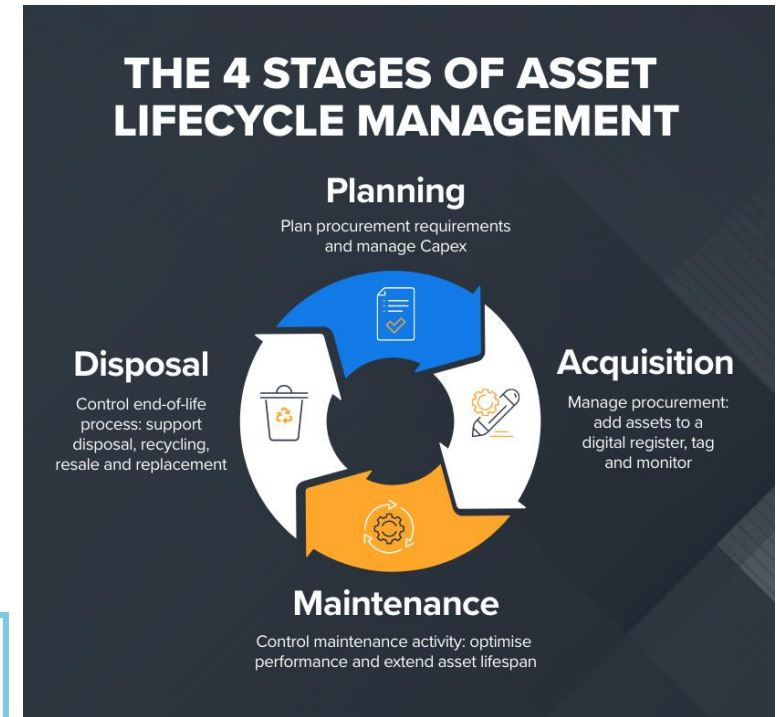 THE 4 STAGES OF ASSET
LIFECYCLE MANAGEMENT
Planning
Plan procurement requirements
and manage Capex
Acquisition
Manage procurement:
add assets to a
digital register, tag
and monitor
Maintenance
Control maintenance activity: optimise
performance and extend asset lifespan
Disposal
Control end-of-life
process: support
disposal, recycling,
resale and replacement